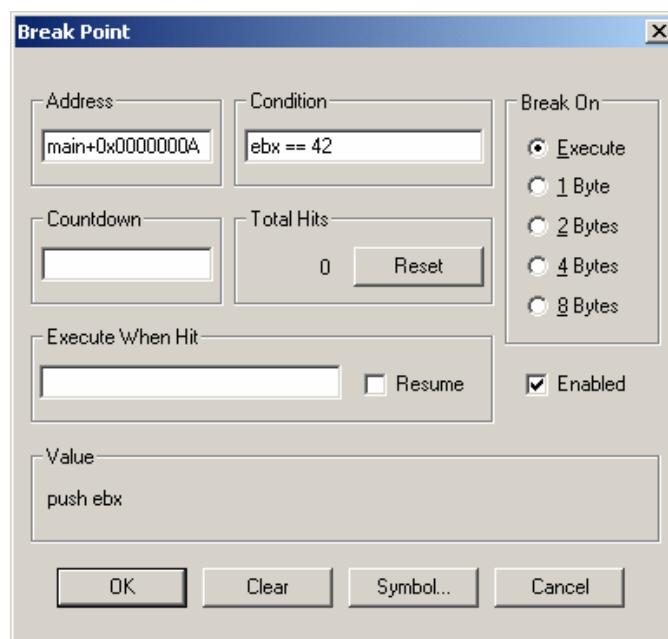 Break Point
Address
main+0x0000000A
Condition
ebx == 42
Break On
Execute
1 Byte
2 Bytes
4 Bytes
8 Bytes
Countdown
Total Hits
0 Reset
Execute When Hit
Resume
Enabled
Value
push ebx
OK Clear Symbol... Cancel